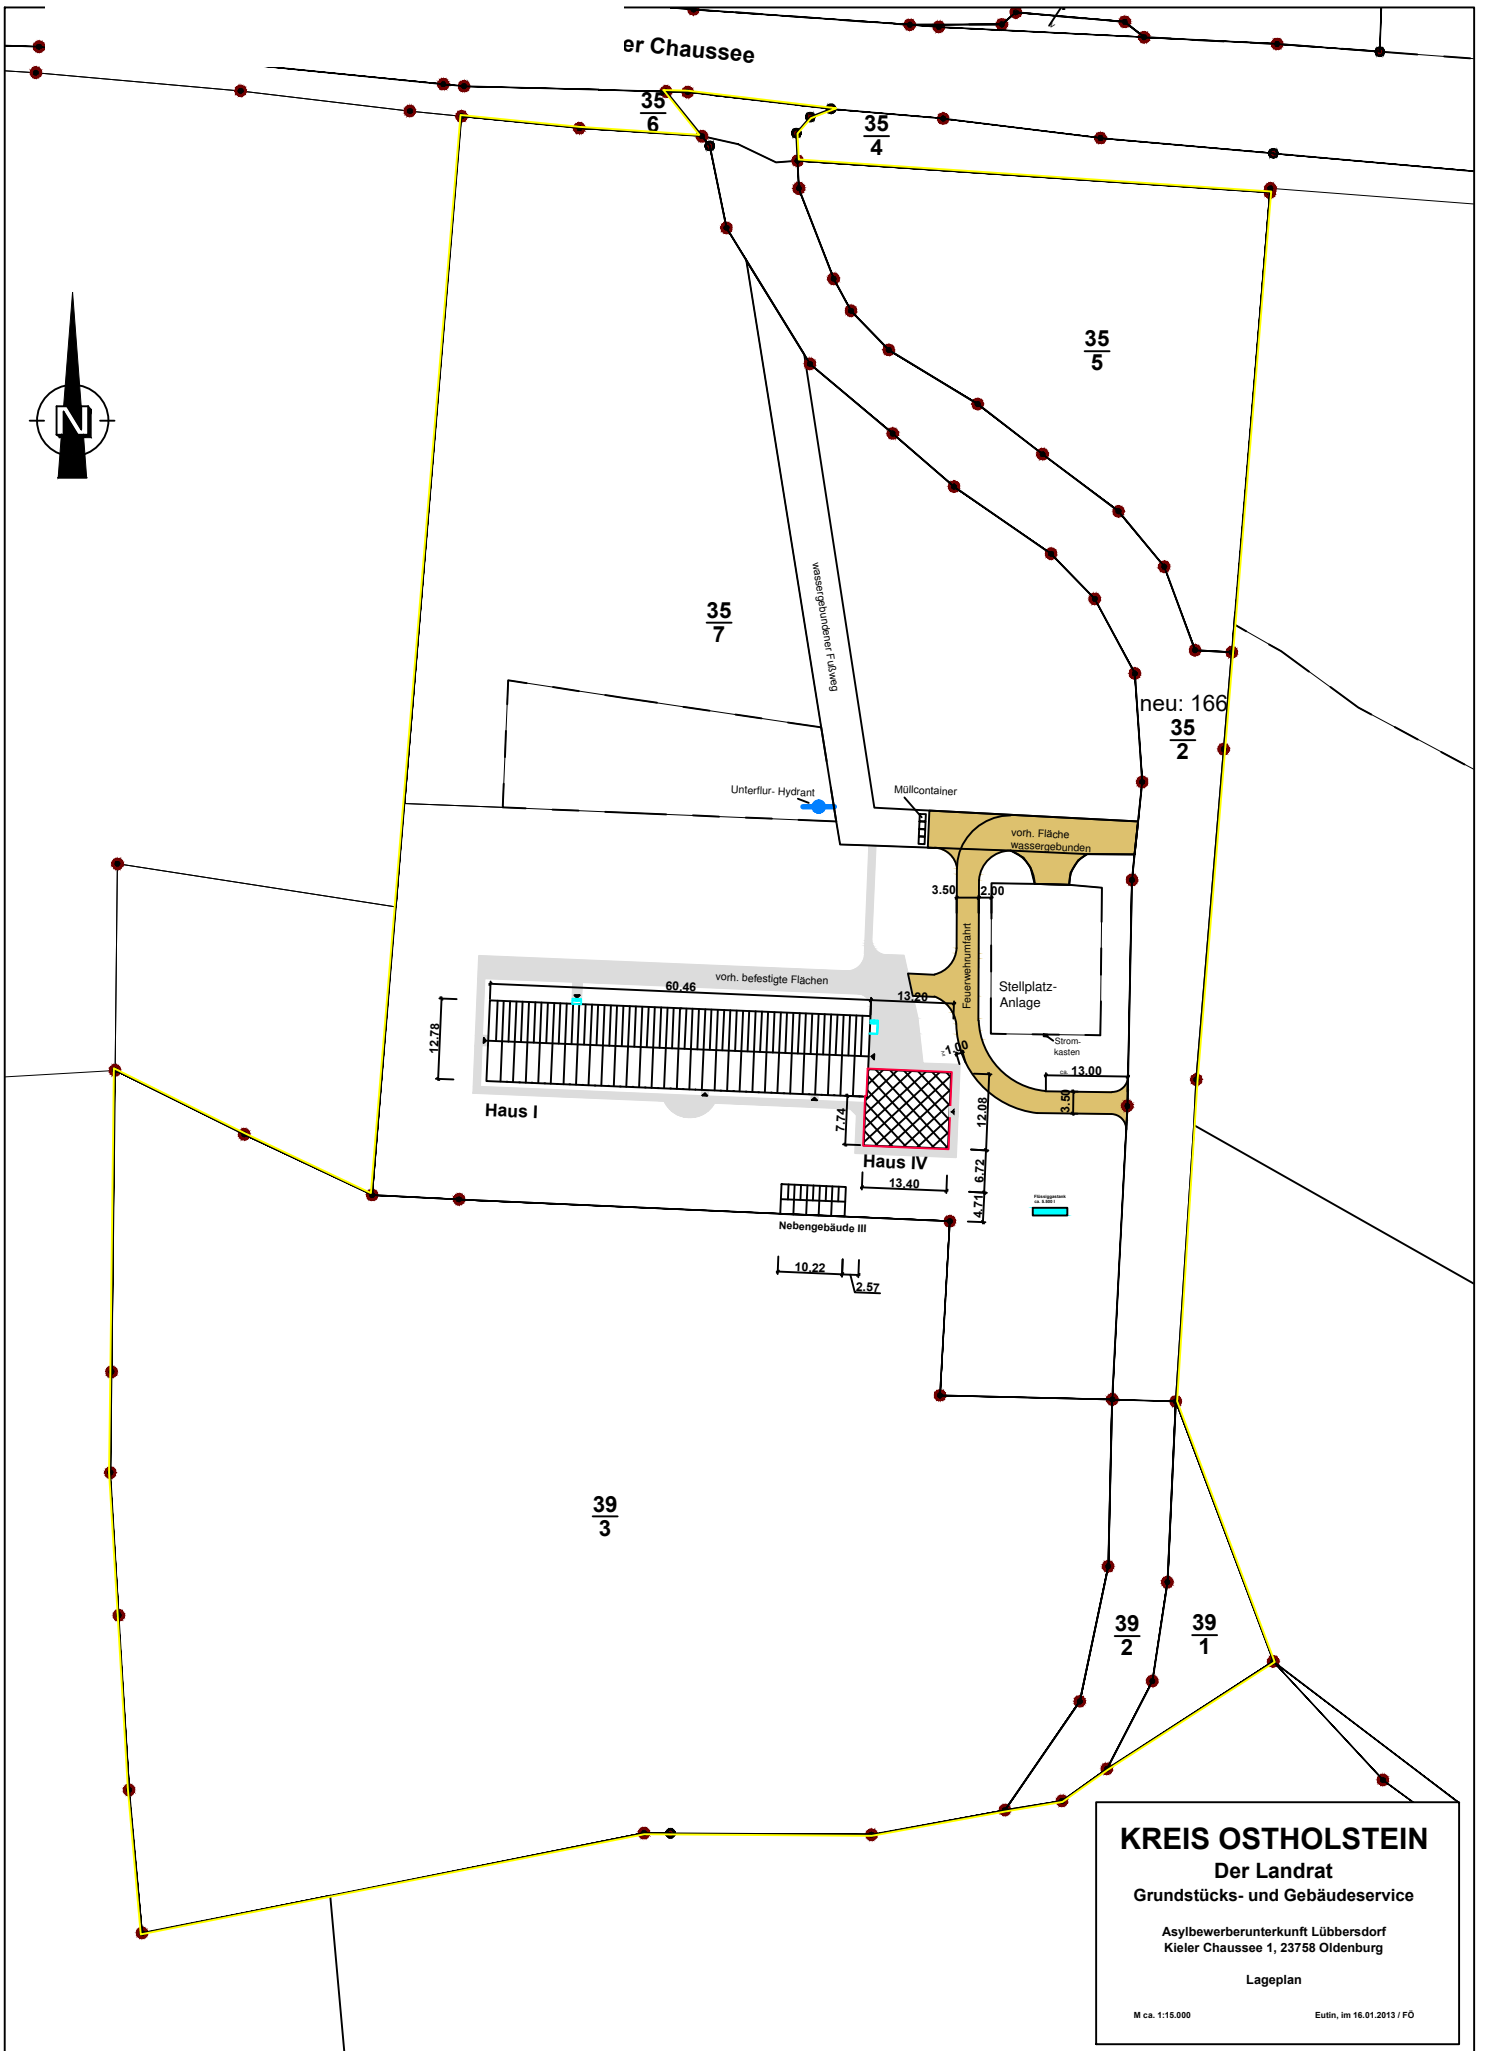 er Chaussee
35
6
35
4
35
5
N
wassergebundener Fußweg
35
7
neu: 166
35
2
Unterflur- Hydrant
Müllcontainer
vorh. Fläche
wassergebunden
3.50
2.00
Feuerwehrumfahrt
vorh. befestigte Flächen
60.46
13.20
Stellplatz-
Anlage
12.78
Strom-
kasten
1.00
ca. 13.00
3.50
Haus I
7.74
12.08
Haus IV
13.40
6.72
4.71
Flüssiggastank
Nebengebäude III
10.22
2.57
39
3
39
2
39
1
KREIS OSTHOLSTEIN
Der Landrat
Grundstücks- und Gebäudeservice
Asylbewerberunterkunft Lübbersdorf
Kieler Chaussee 1, 23758 Oldenburg
Lageplan
M ca. 1:15.000
Eutin, im 16.01.2013 / FÖ